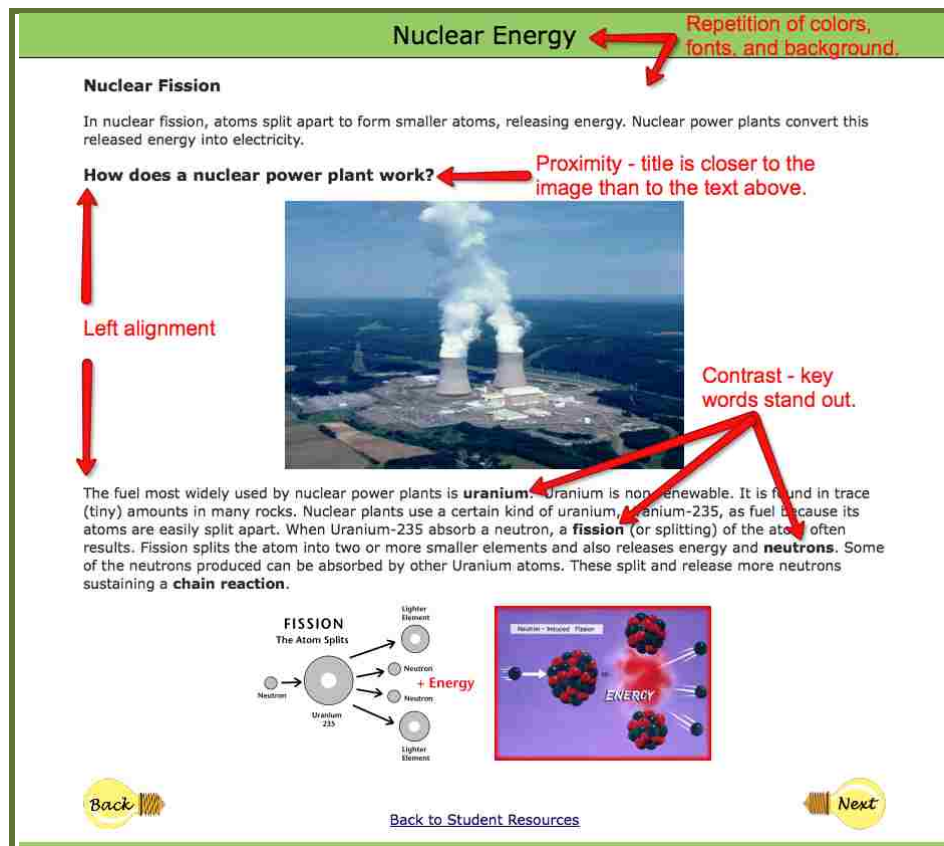 Nuclear Energy
Repetition of colors,
fonts, and background.
Nuclear Fission
In nuclear fission, atoms split apart to form smaller atoms, releasing energy. Nuclear power plants convert this
released energy into electricity.
How does a nuclear power plant work?
Proximity - title is closer to the
image than to the text above.
Left alignment
Contrast - key
words stand out.
The fuel most widely used by nuclear power plants is uranium. Uranium is non renewable. It is found in trace
(tiny) amounts in many rocks. Nuclear plants use a certain kind of uranium, Uranium-235, as fuel because its
atoms are easily split apart. When Uranium-235 absorb a neutron, a fission (or splitting) of the atom often
results. Fission splits the atom into two or more smaller elements and also releases energy and neutrons. Some
of the neutrons produced can be absorbed by other Uranium atoms. These split and release more neutrons
sustaining a chain reaction.
FISSION
The Atom Splits
Lighter
Element
Neutron
Neutron
+ Energy
Neutron
Uranium
235
Lighter
Element
Neutron - Induced Fission
ENERGY
Back
Back to Student Resources
Next